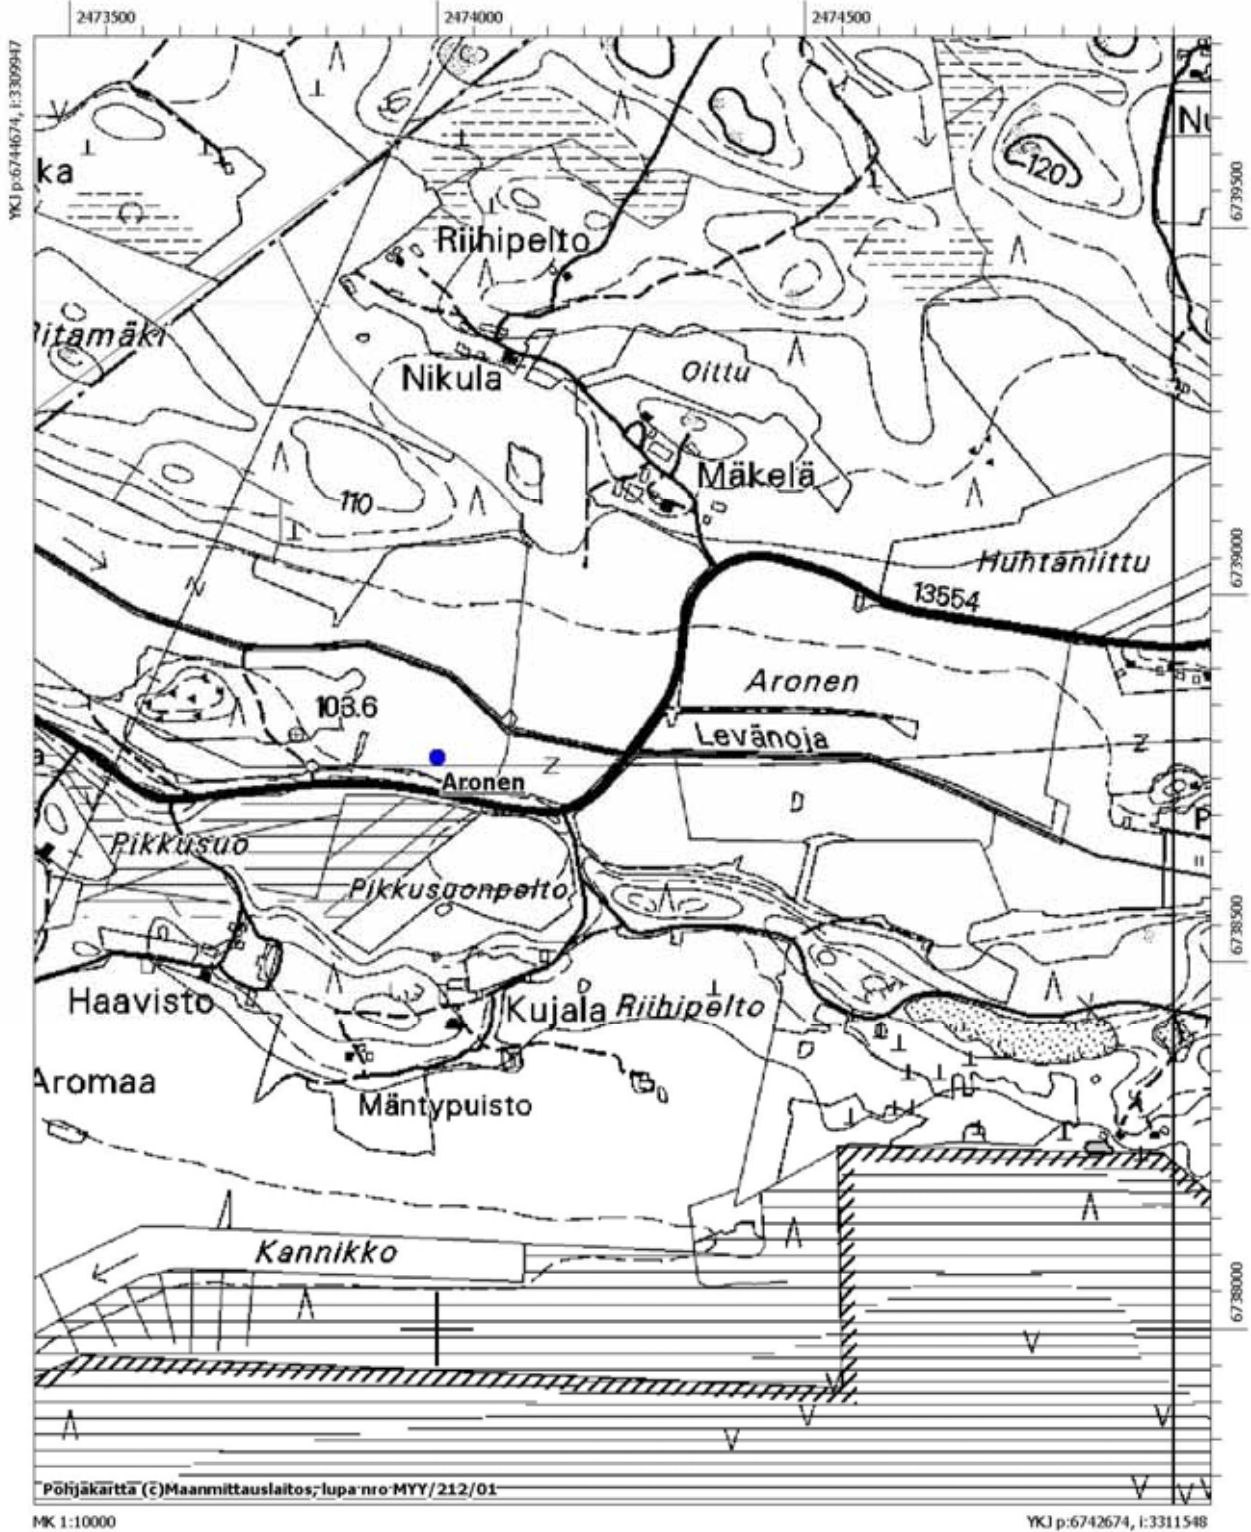 2473500
2474000
2474500
YKJ p:6744674, i:3309947
Nu
ka
120
6739500
Riihipelto
Ritamäki
Nikula
Oittu
Mäkelä
110
6739000
Huhtaniittu
13554
N
Aronen
103.6
Levänoja
Z
Z
a
Aronen
D
P
Pikkusuo
Pikkusuonpelto
6738500
Haavisto
Kujala
Riihipelto
D
D
Aromaa
Mäntypuisto
Kannikko
6738000
Pohjakartta (c)Maanmittauslaitos, lupa nro MYY/212/01
MK 1:10000
YKJ p:6742674, i:3311548